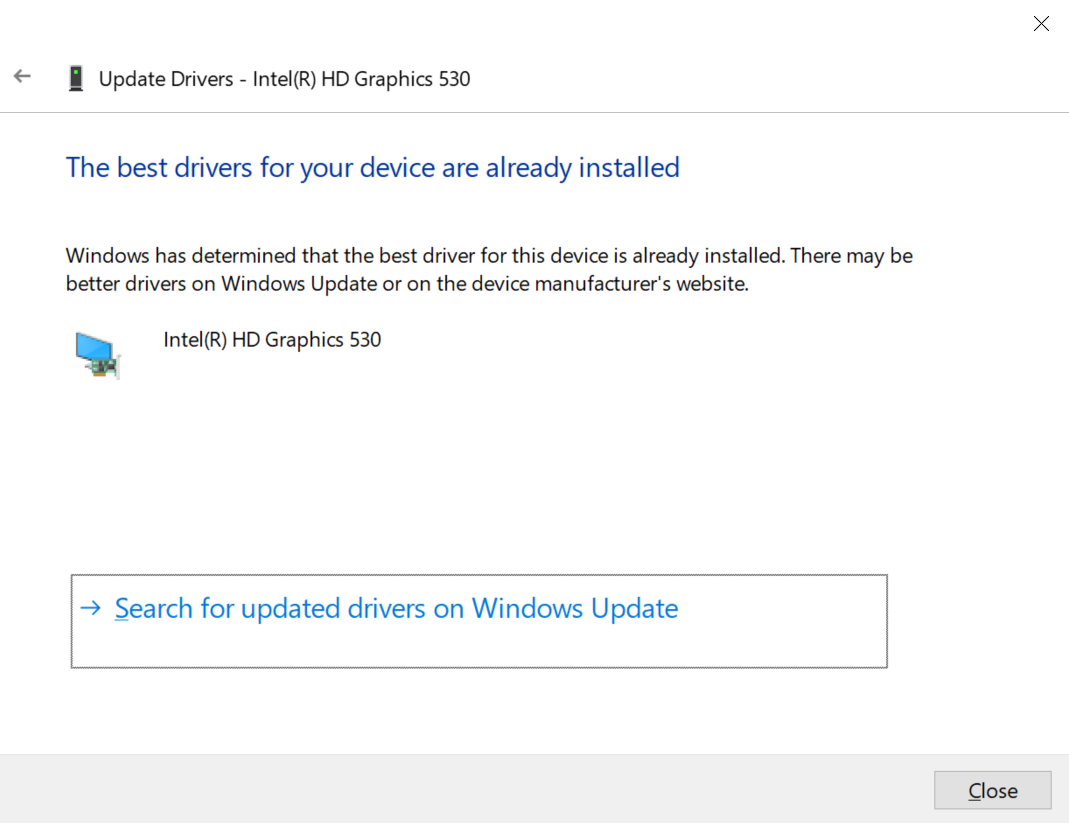 Update Drivers - Intel(R) HD Graphics 530
The best drivers for your device are already installed
Windows has determined that the best driver for this device is already installed. There may be
better drivers on Windows Update or on the device manufacturer's website.
Intel(R) HD Graphics 530
Search for updated drivers on Windows Update
Close